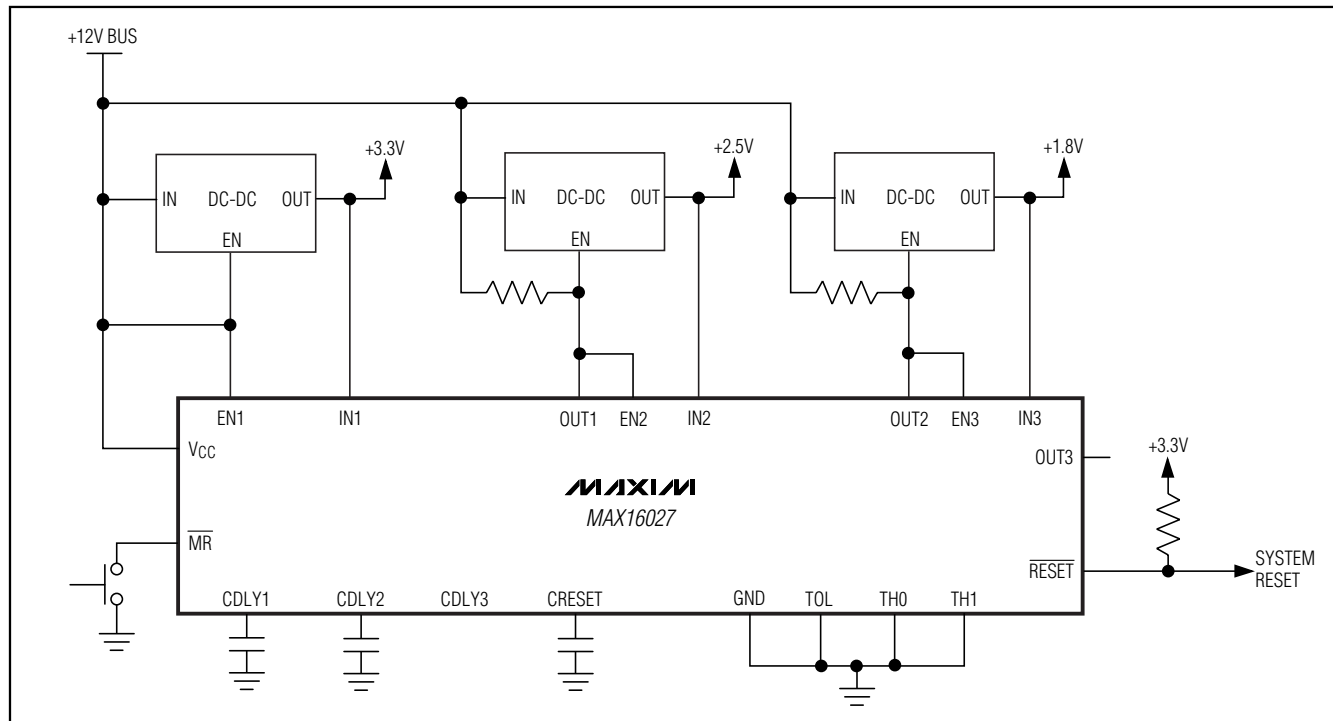 +12V BUS
+3.3V
+2.5V
+1.8V
IN DC-DC OUT
EN
IN DC-DC OUT
EN
IN DC-DC OUT
EN
EN1 IN1 OUT1 EN2 IN2 OUT2 EN3 IN3
VCC
OUT3
+3.3V
MAXIM
MAX16027
M̅R̅
R̅E̅S̅E̅T̅
SYSTEM
RESET
CDLY1 CDLY2 CDLY3 CRESET GND TOL TH0 TH1